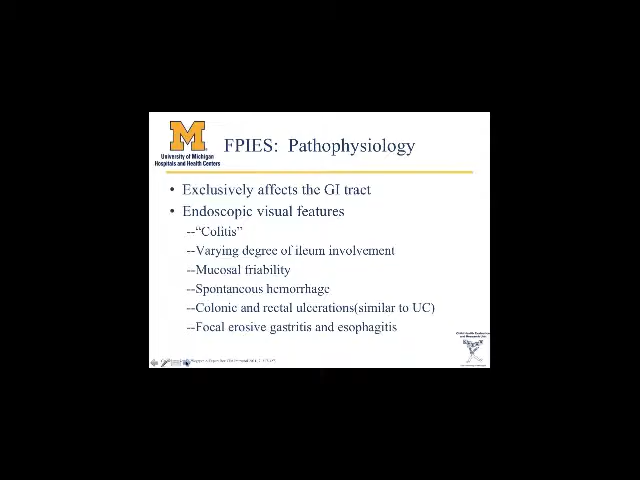 M
University of Michigan
Hospitals and Health Centers
FPIES: Pathophysiology
• Exclusively affects the GI tract
• Endoscopic visual features
--“Colitis”
--Varying degree of ileum involvement
--Mucosal friability
--Spontaneous hemorrhage
--Colonic and rectal ulcerations(similar to UC)
--Focal erosive gastritis and esophagitis